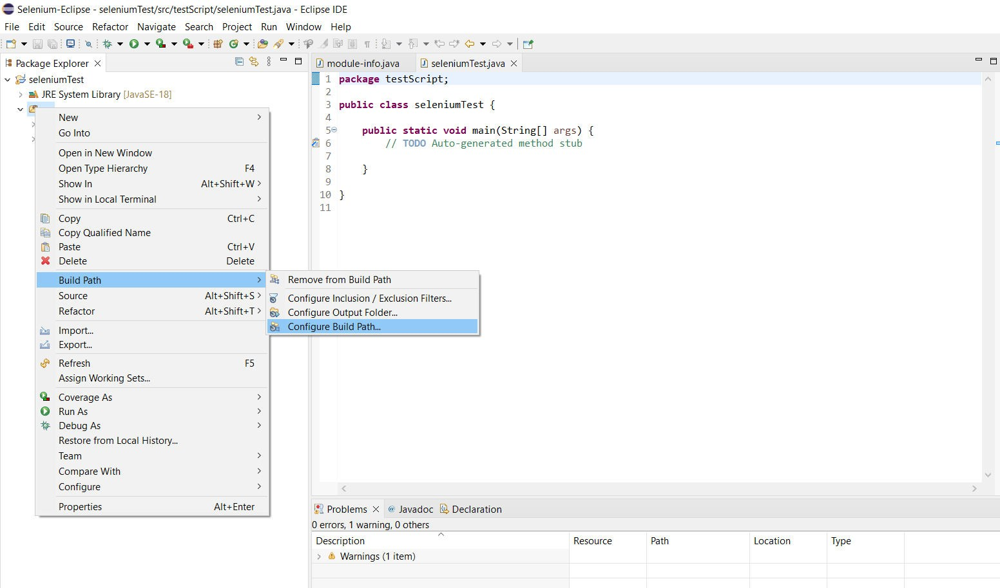 Selenium-Eclipse - seleniumTest/src/testScript/seleniumTest.java - Eclipse IDE
File Edit Source Refactor Navigate Search Project Run Window Help
Package Explorer
seleniumTest
JRE System Library [JavaSE-18]
New
Go Into
Open in New Window
Open Type Hierarchy F4
Show In Alt+Shift+W
Show in Local Terminal
Copy Ctrl+C
Copy Qualified Name
Paste Ctrl+V
Delete Delete
Build Path
Source Alt+Shift+S
Refactor Alt+Shift+T
Import...
Export...
Refresh F5
Assign Working Sets...
Coverage As
Run As
Debug As
Restore from Local History...
Team
Compare With
Configure
Properties Alt+Enter
Remove from Build Path
Configure Inclusion / Exclusion Filters...
Configure Output Folder...
Configure Build Path...
module-info.java seleniumTest.java
1 package testScript;
2
3 public class seleniumTest {
4
5 public static void main(String[] args) {
6 // TODO Auto-generated method stub
7
8 }
9
10 }
11
Problems @ Javadoc Declaration
0 errors, 1 warning, 0 others
Description Resource Path Location Type
Warnings (1 item)